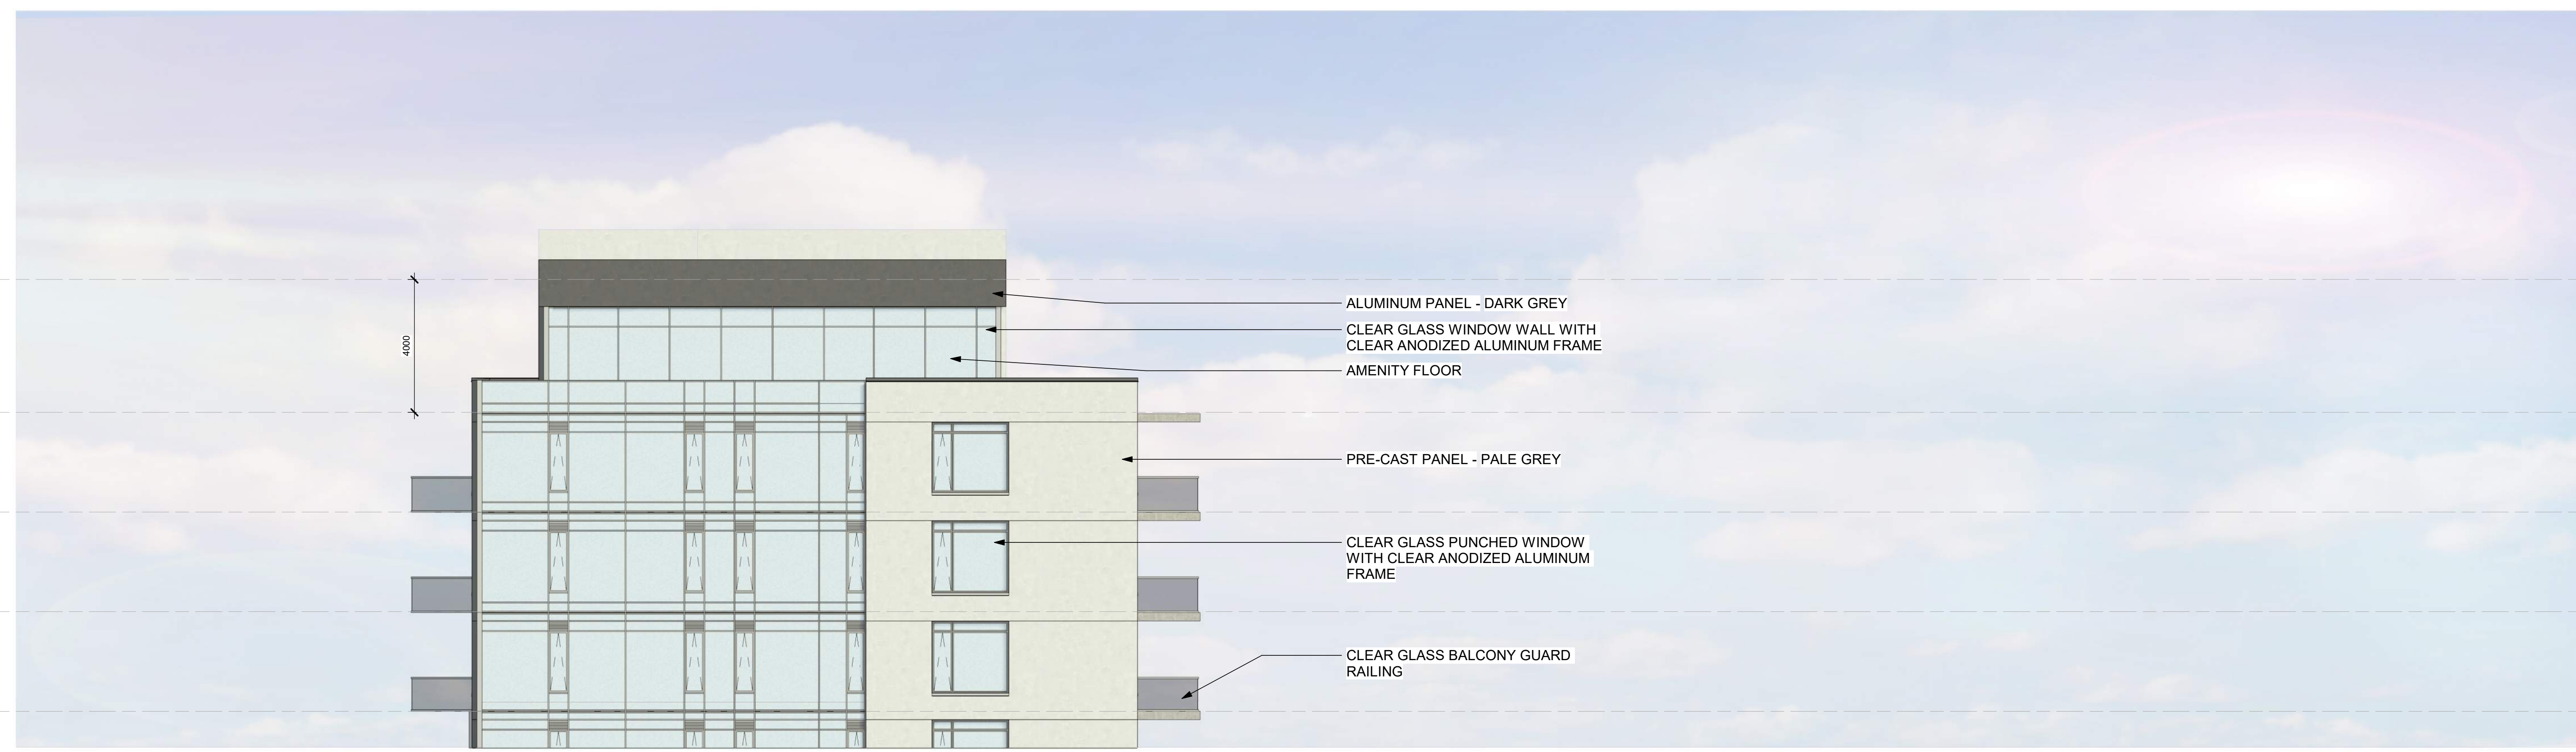 ALUMINUM PANEL - DARK GREY
CLEAR GLASS WINDOW WALL WITH
CLEAR ANODIZED ALUMINUM FRAME
4000
AMENITY FLOOR
PRE-CAST PANEL - PALE GREY
CLEAR GLASS PUNCHED WINDOW
WITH CLEAR ANODIZED ALUMINUM
FRAME
CLEAR GLASS BALCONY GUARD
RAILING